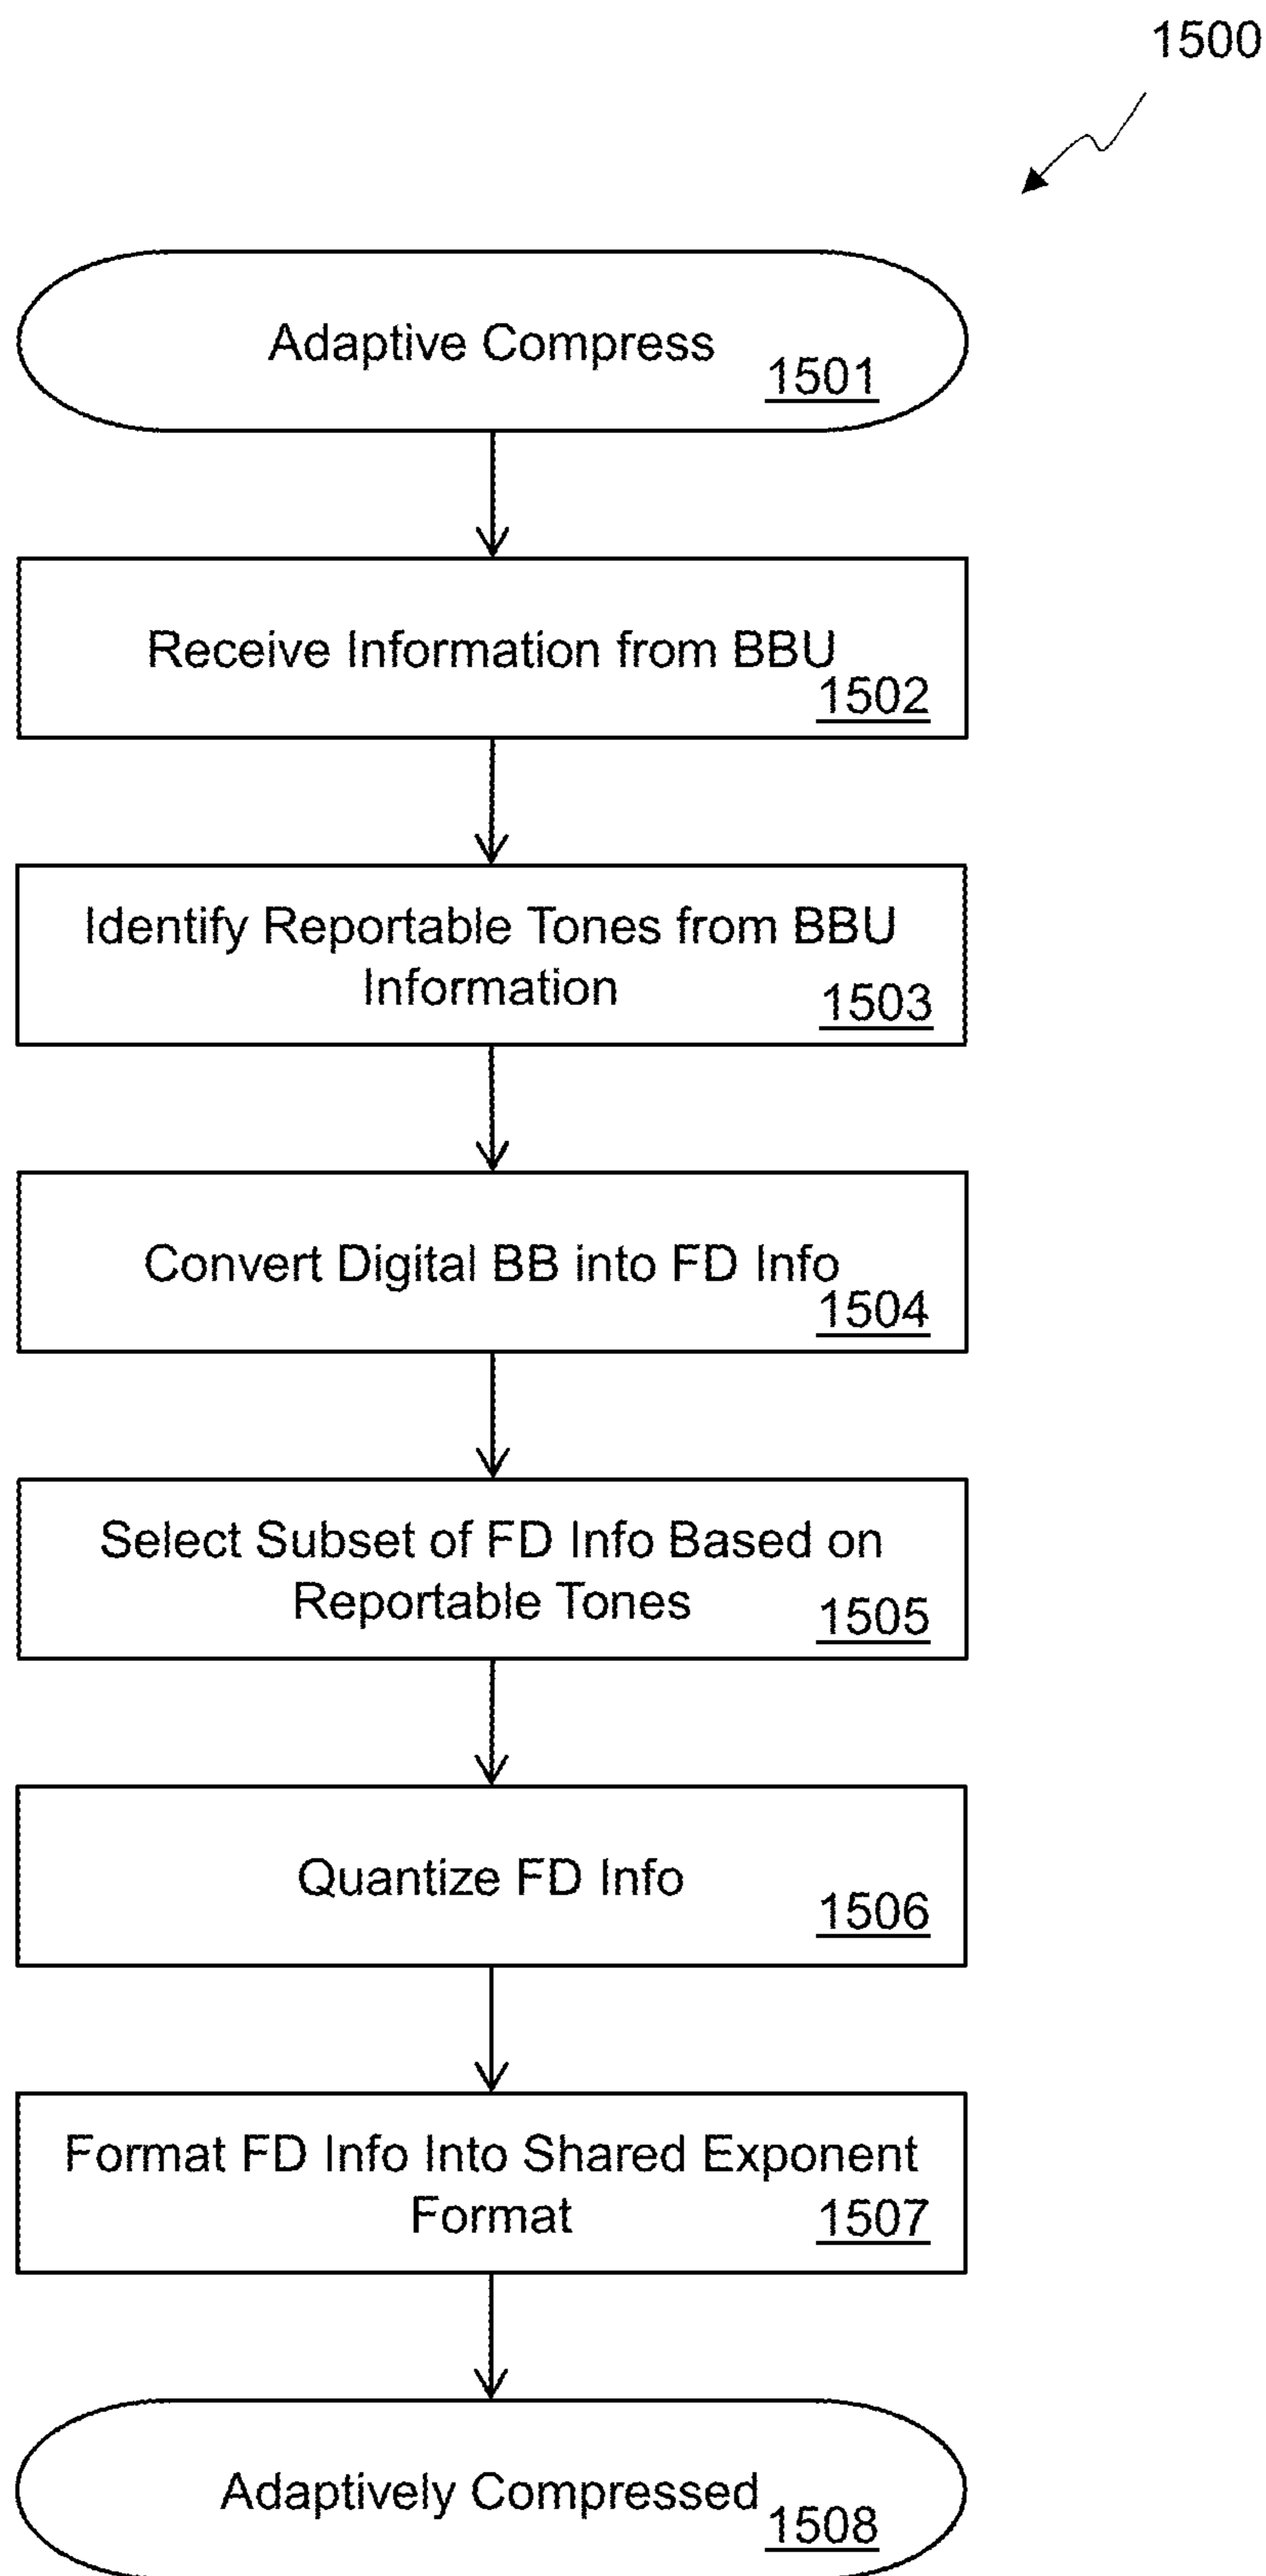 1500
Adaptive Compress
1501
Receive Information from BBU
1502
Identify Reportable Tones from BBU
Information
1503
Convert Digital BB into FD Info
1504
Select Subset of FD Info Based on
Reportable Tones
1505
Quantize FD Info
1506
Format FD Info Into Shared Exponent
Format
1507
Adaptively Compressed
1508